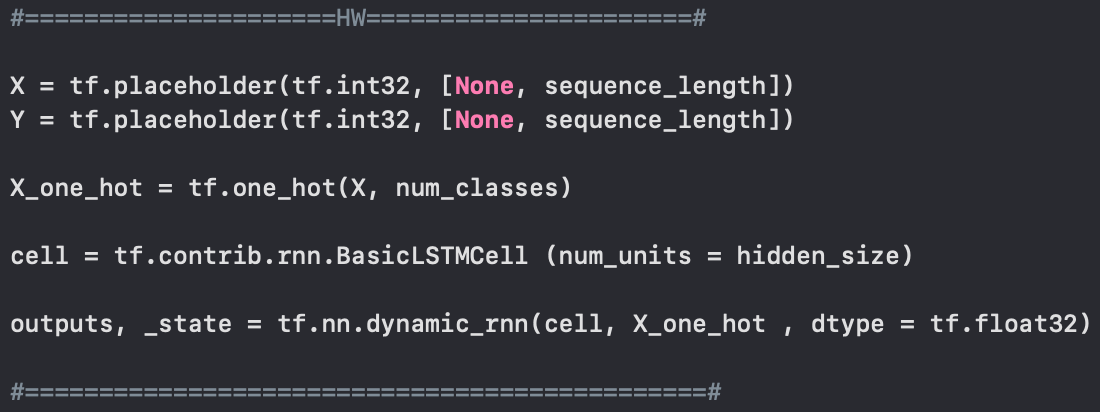 #=====================HW======================#
X = tf.placeholder(tf.int32, [None, sequence_length])
Y = tf.placeholder(tf.int32, [None, sequence_length])
X_one_hot = tf.one_hot(X, num_classes)
cell = tf.contrib.rnn.BasicLSTMCell (num_units = hidden_size)
outputs, _state = tf.nn.dynamic_rnn(cell, X_one_hot , dtype = tf.float32)
#==============================================#